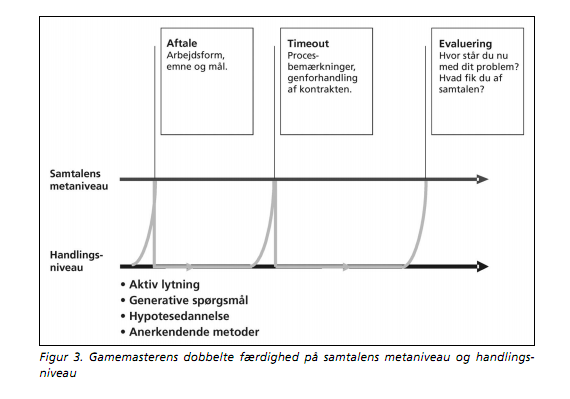 Aftale
Arbejdsform,
emne og mål.
Timeout
Proces-
bemærkninger,
genforhandling
af kontrakten.
Evaluering
Hvor står du nu
med dit problem?
Hvad fik du af
samtalen?
Samtalens
metaniveau
Handlings-
niveau
• Aktiv lytning
• Generative spørgsmål
• Hypotesedannelse
• Anerkendende metoder
Figur 3. Gamemasterens dobbelte færdighed på samtalens metaniveau og handlings-
niveau